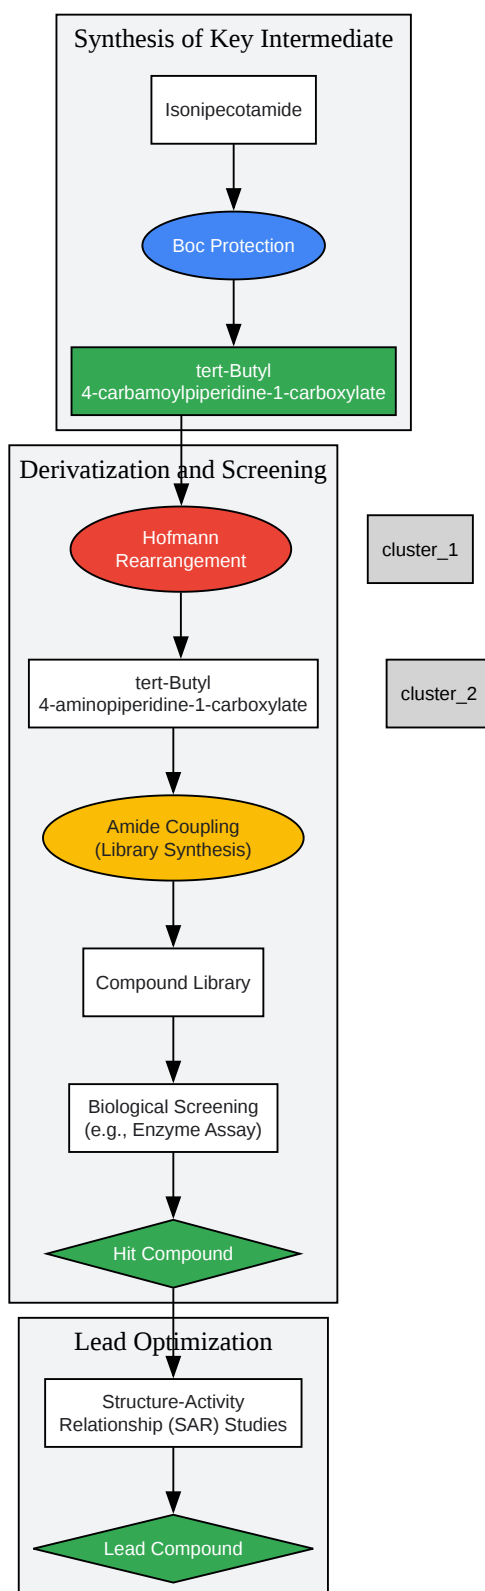 Synthesis of Key Intermediate
Isonipecotamide
Boc Protection
tert-Butyl
4-carbamoylpiperidine-1-carboxylate
Derivatization and Screening
Hofmann
Rearrangement
cluster_1
tert-Butyl
4-aminopiperidine-1-carboxylate
cluster_2
Amide Coupling
(Library Synthesis)
Compound Library
Biological Screening
(e.g., Enzyme Assay)
Hit Compound
Lead Optimization
Structure-Activity
Relationship (SAR) Studies
Lead Compound